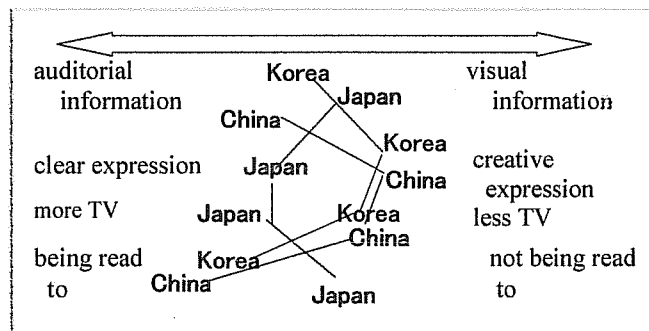 auditorial
information
Korea
Japan
China
visual
information
clear expression
Japan
Korea
China
creative
expression
more TV
Japan
Korea
China
less TV
being read
to
Korea
China
Japan
not being read
to